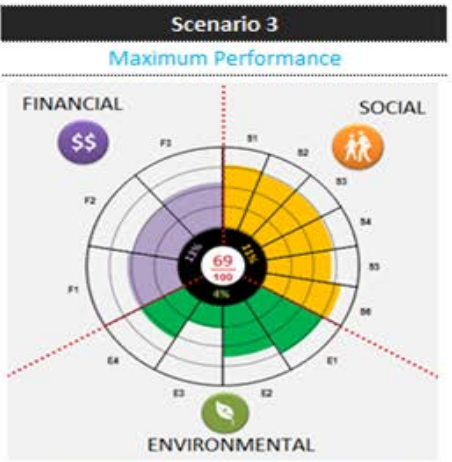 Scenario 3
Maximum Performance
FINANCIAL
SOCIAL
$$
F3
S1
S2
F2
S3
S4
13%
11%
69
100
S5
F1
4%
S6
E4
E1
E3
E2
ENVIRONMENTAL